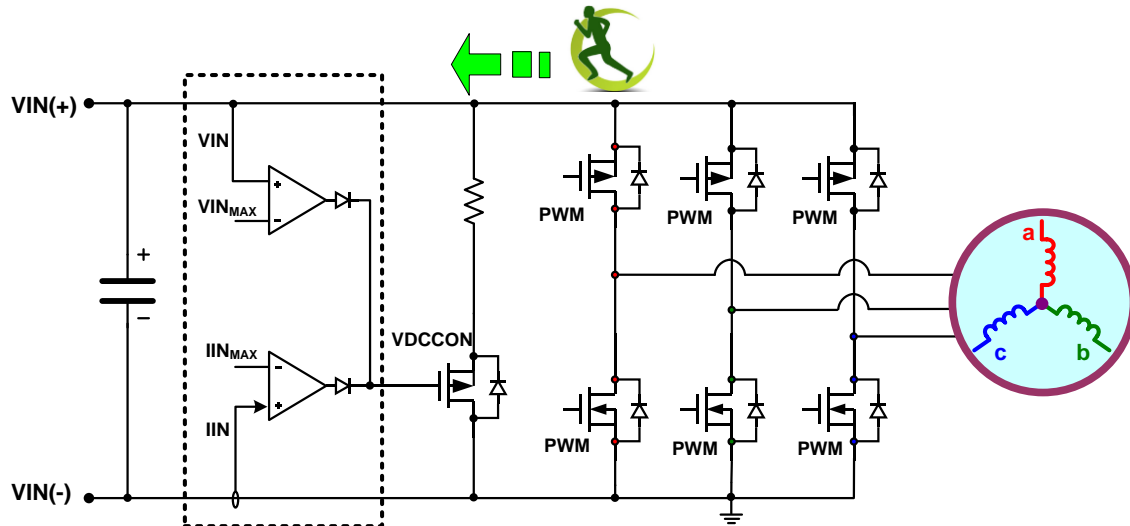 VIN(+)
VIN
VINMAX
+
-
PWM
PWM
PWM
a
+
−
c
b
VDCCON
IINMAX
-
+
IIN
PWM
PWM
PWM
VIN(-)